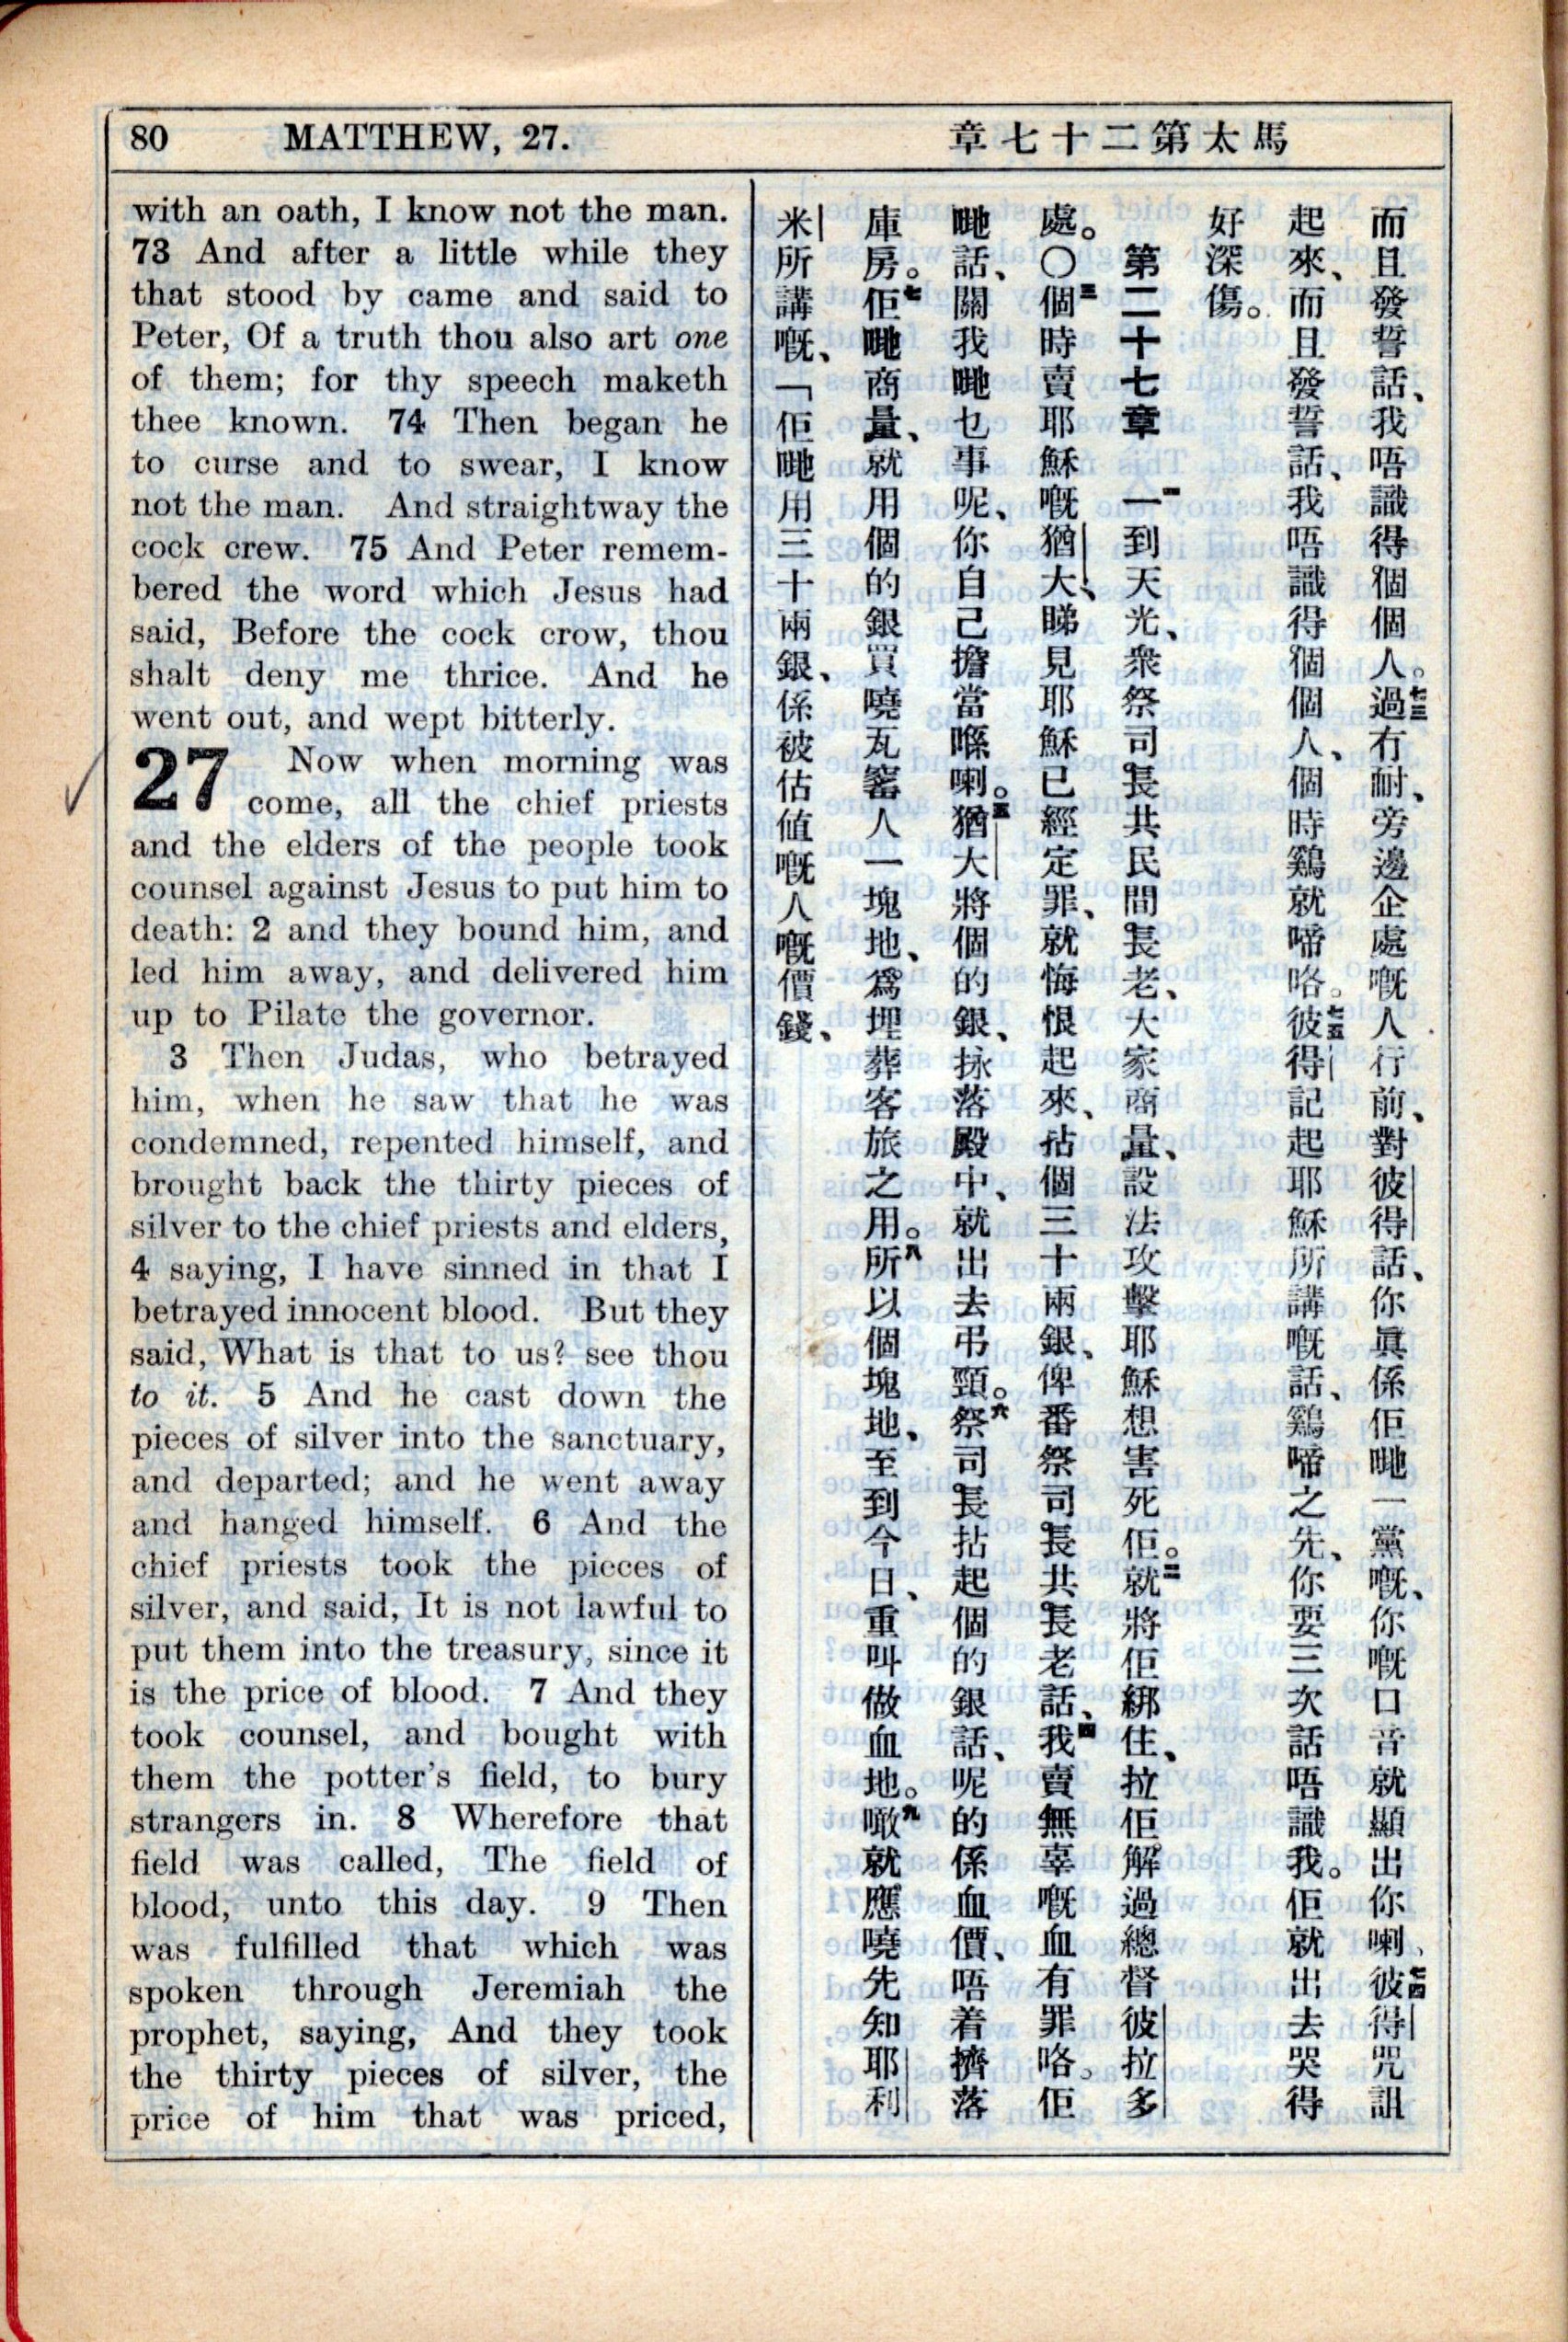 80 MATTHEW, 27.
章七十二第太馬
with an oath, I know not the man.
73 And after a little while they
that stood by came and said to
Peter, Of a truth thou also art one
of them; for thy speech maketh
thee known. 74 Then began he
to curse and to swear, I know
not the man. And straightway the
cock crew. 75 And Peter remem-
bered the word which Jesus had
said, Before the cock crow, thou
shalt deny me thrice. And he
went out, and wept bitterly.
27 Now when morning was
come, all the chief priests
and the elders of the people took
counsel against Jesus to put him to
death: 2 and they bound him, and
led him away, and delivered him
up to Pilate the governor.
3 Then Judas, who betrayed
him, when he saw that he was
condemned, repented himself, and
brought back the thirty pieces of
silver to the chief priests and elders,
4 saying, I have sinned in that I
betrayed innocent blood. But they
said, What is that to us? see thou
to it. 5 And he cast down the
pieces of silver into the sanctuary,
and departed; and he went away
and hanged himself. 6 And the
chief priests took the pieces of
silver, and said, It is not lawful to
put them into the treasury, since it
is the price of blood. 7 And they
took counsel, and bought with
them the potter's field, to bury
strangers in. 8 Wherefore that
field was called, The field of
blood, unto this day. 9 Then
was fulfilled that which was
spoken through Jeremiah the
prophet, saying, And they took
the thirty pieces of silver, the
price of him that was priced,
而且發誓話、我唔識得個個人。七三過冇耐、旁邊企處嘅人行前、對彼得話、你眞係佢哋一黨嘅、你嘅口音就顯出你喇、七四彼得咒詛
起來、而且發誓話、我唔識得個個人、個時鷄就啼咯。七五彼得記起耶穌所講嘅話、鷄啼之先、你要三次話唔識我。佢就出去哭得
好深傷。
第二十七章 一一到天光、衆祭司長共民間長老、大家商量、設法攻擊耶穌想害死佢。二就將佢綁住、拉佢解過總督彼拉多
處。〇三個時賣耶穌嘅猶大、睇見耶穌已經定罪、就悔恨起來、拈個三十兩銀、俾番祭司長共長老話、四我賣無辜嘅血有罪咯。佢
哋話、關我哋乜事呢、你自己擔當喺喇。五猶大將個的銀、掁落殿中、就出去弔頸。六祭司長拈起個的銀話、呢的係血價、唔着擠落
庫房。七佢哋商量、就用個的銀買曉瓦窰人一塊地、爲埋葬客旅之用。八所以個塊地、至到今日、重叫做血地。九噉就應曉先知耶利
米所講嘅、「佢哋用三十兩銀、係被估値嘅人嘅價錢、